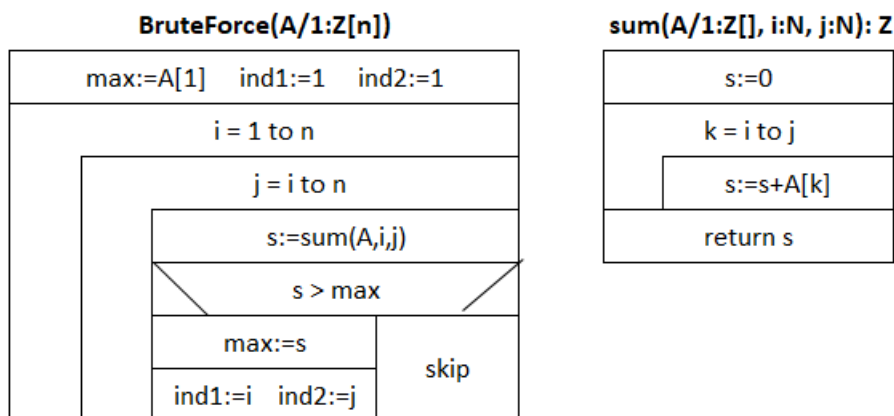 BruteForce(A/1:Z[n])
max:=A[1] ind1:=1 ind2:=1
i = 1 to n
j = i to n
s:=sum(A,i,j)
s > max
max:=s
ind1:=i ind2:=j
skip
sum(A/1:Z[], i:N, j:N): Z
s:=0
k = i to j
s:=s+A[k]
return s